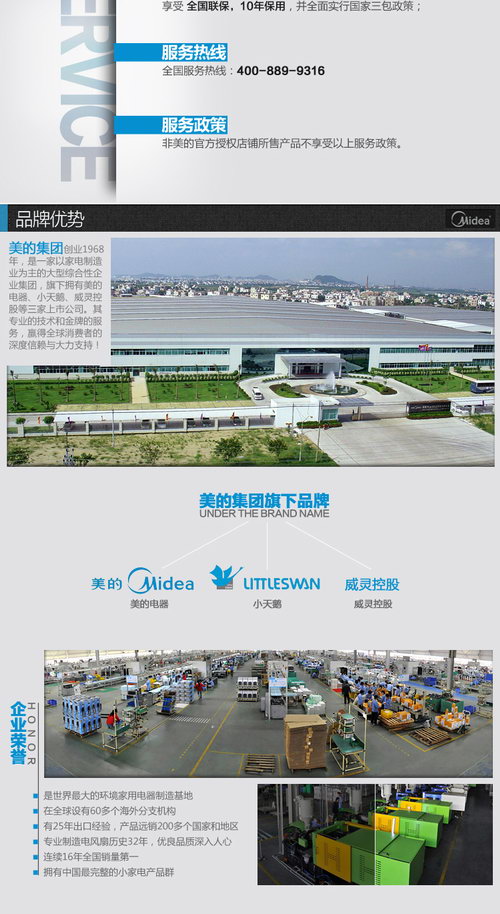 享受 全国联保，10年保用，并全面实行国家三包政策；
SERVICE
服务热线
全国服务热线：400-889-9316
服务政策
非美的官方授权店铺所售产品不享受以上服务政策。
品牌优势
Midea
美的集团创业1968
年，是一家以家电制造
业为主的大型综合性企
业集团，旗下拥有美的
电器、小天鹅、威灵控
股等三家上市公司。其
专业的技术和金牌的服
务，赢得全球消费者的
深度信赖与大力支持！
美的集团旗下品牌
UNDER THE BRAND NAME
美的 Midea
LITTLESWAN
威灵控股
美的电器
小天鹅
威灵控股
企业荣誉
HONOR
是世界最大的环境家用电器制造基地
在全球设有60多个海外分支机构
有25年出口经验，产品远销200多个国家和地区
专业制造电风扇历史32年，优良品质深入人心
连续16年全国销量第一
拥有中国最完整的小家电产品群